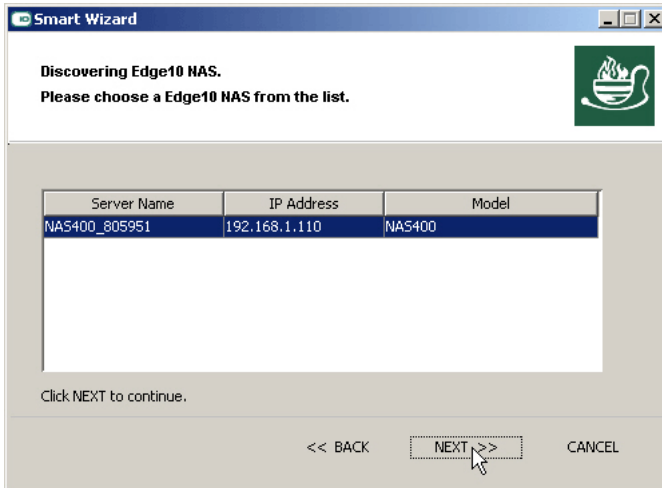 Smart Wizard
Discovering Edge10 NAS.
Please choose a Edge10 NAS from the list.
Server Name IP Address Model
NAS400_805951 192.168.1.110 NAS400
Click NEXT to continue.
<< BACK NEXT >> CANCEL